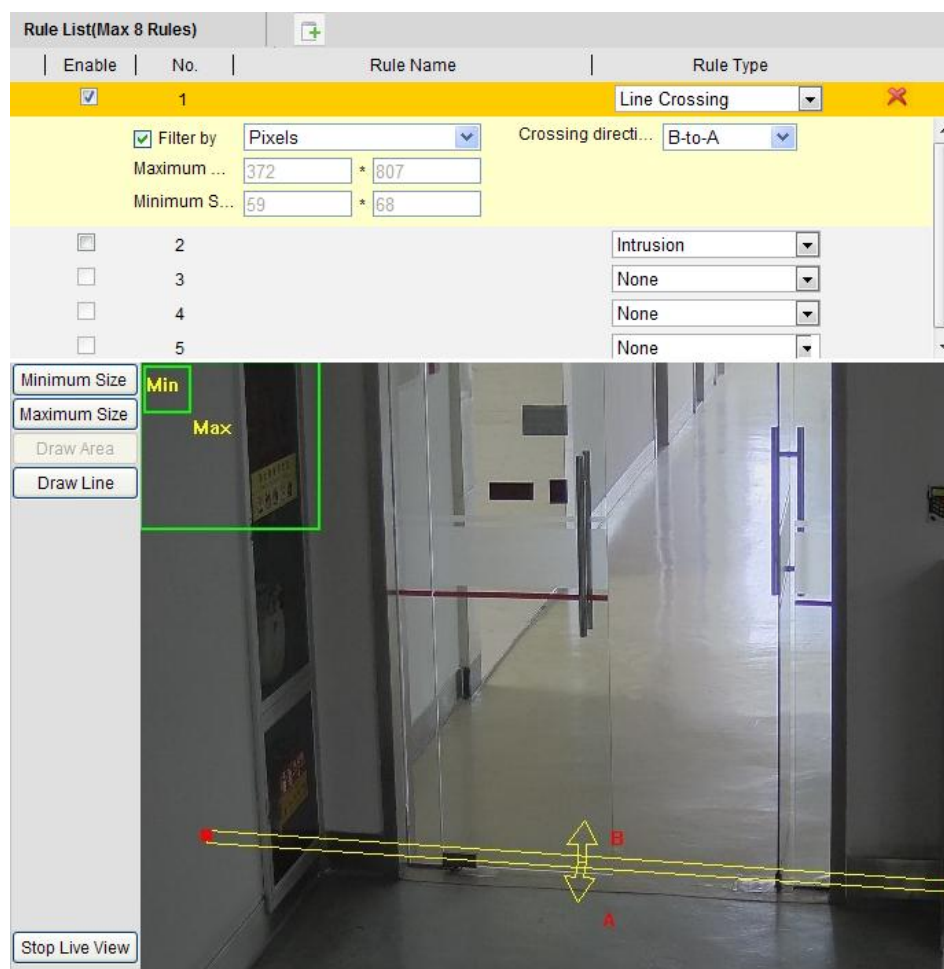 Rule List(Max 8 Rules)
Enable No. Rule Name Rule Type
1 Line Crossing
Filter by Pixels Crossing directi... B-to-A
Maximum ... 372 * 807
Minimum S... 59 * 68
2 Intrusion
3 None
4 None
5 None
Minimum Size
Maximum Size
Draw Area
Draw Line
Min
Max
B
A
Stop Live View